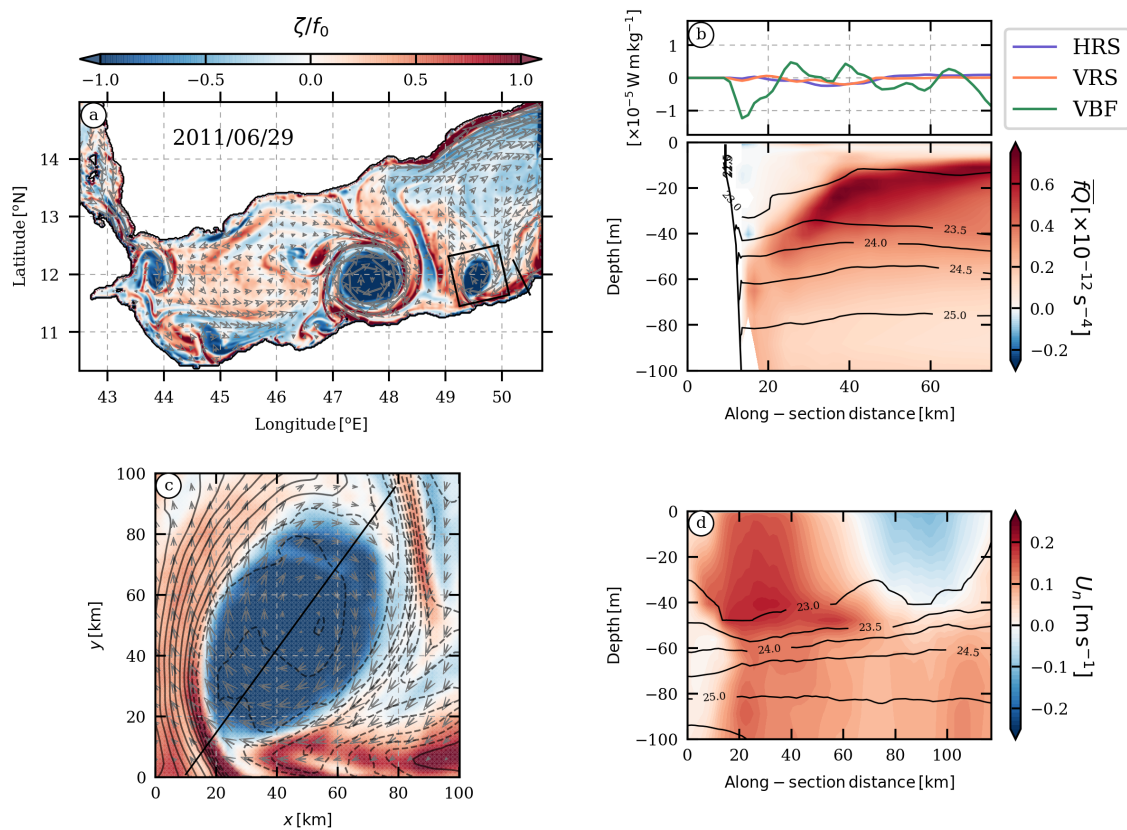 ζ/f₀
−1.0 −0.5 0.0 0.5 1.0
a
2011/06/29
14
13
12
11
Latitude [°N]
43 44 45 46 47 48 49 50
Longitude [°E]
b
1
0
−1
[×10⁻⁵ W m kg⁻¹]
HRS
VRS
VBF
0
−20
−40
−60
−80
−100
Depth [m]
23.0
23.5
24.0
24.5
25.0
0 20 40 60
Along − section distance [km]
0.6
0.4
0.2
0.0
−0.2
fQ [×10⁻¹² s⁻⁴]
c
100
80
60
40
20
0
y [km]
0 20 40 60 80 100
x [km]
d
0
−20
−40
−60
−80
−100
Depth [m]
23.0
23.5
24.0
24.5
25.0
0 20 40 60 80 100
Along − section distance [km]
0.2
0.1
0.0
−0.1
−0.2
Uₙ [m s⁻¹]